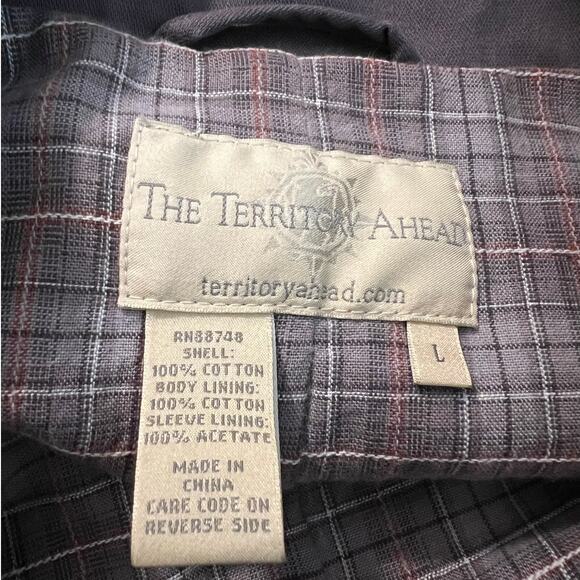 THE TERRITORY AHEAD
territoryahead.com
L
RN88748
SHELL:
100% COTTON
BODY LINING:
100% COTTON
SLEEVE LINING:
100% ACETATE
MADE IN
CHINA
CARE CODE ON
REVERSE SIDE